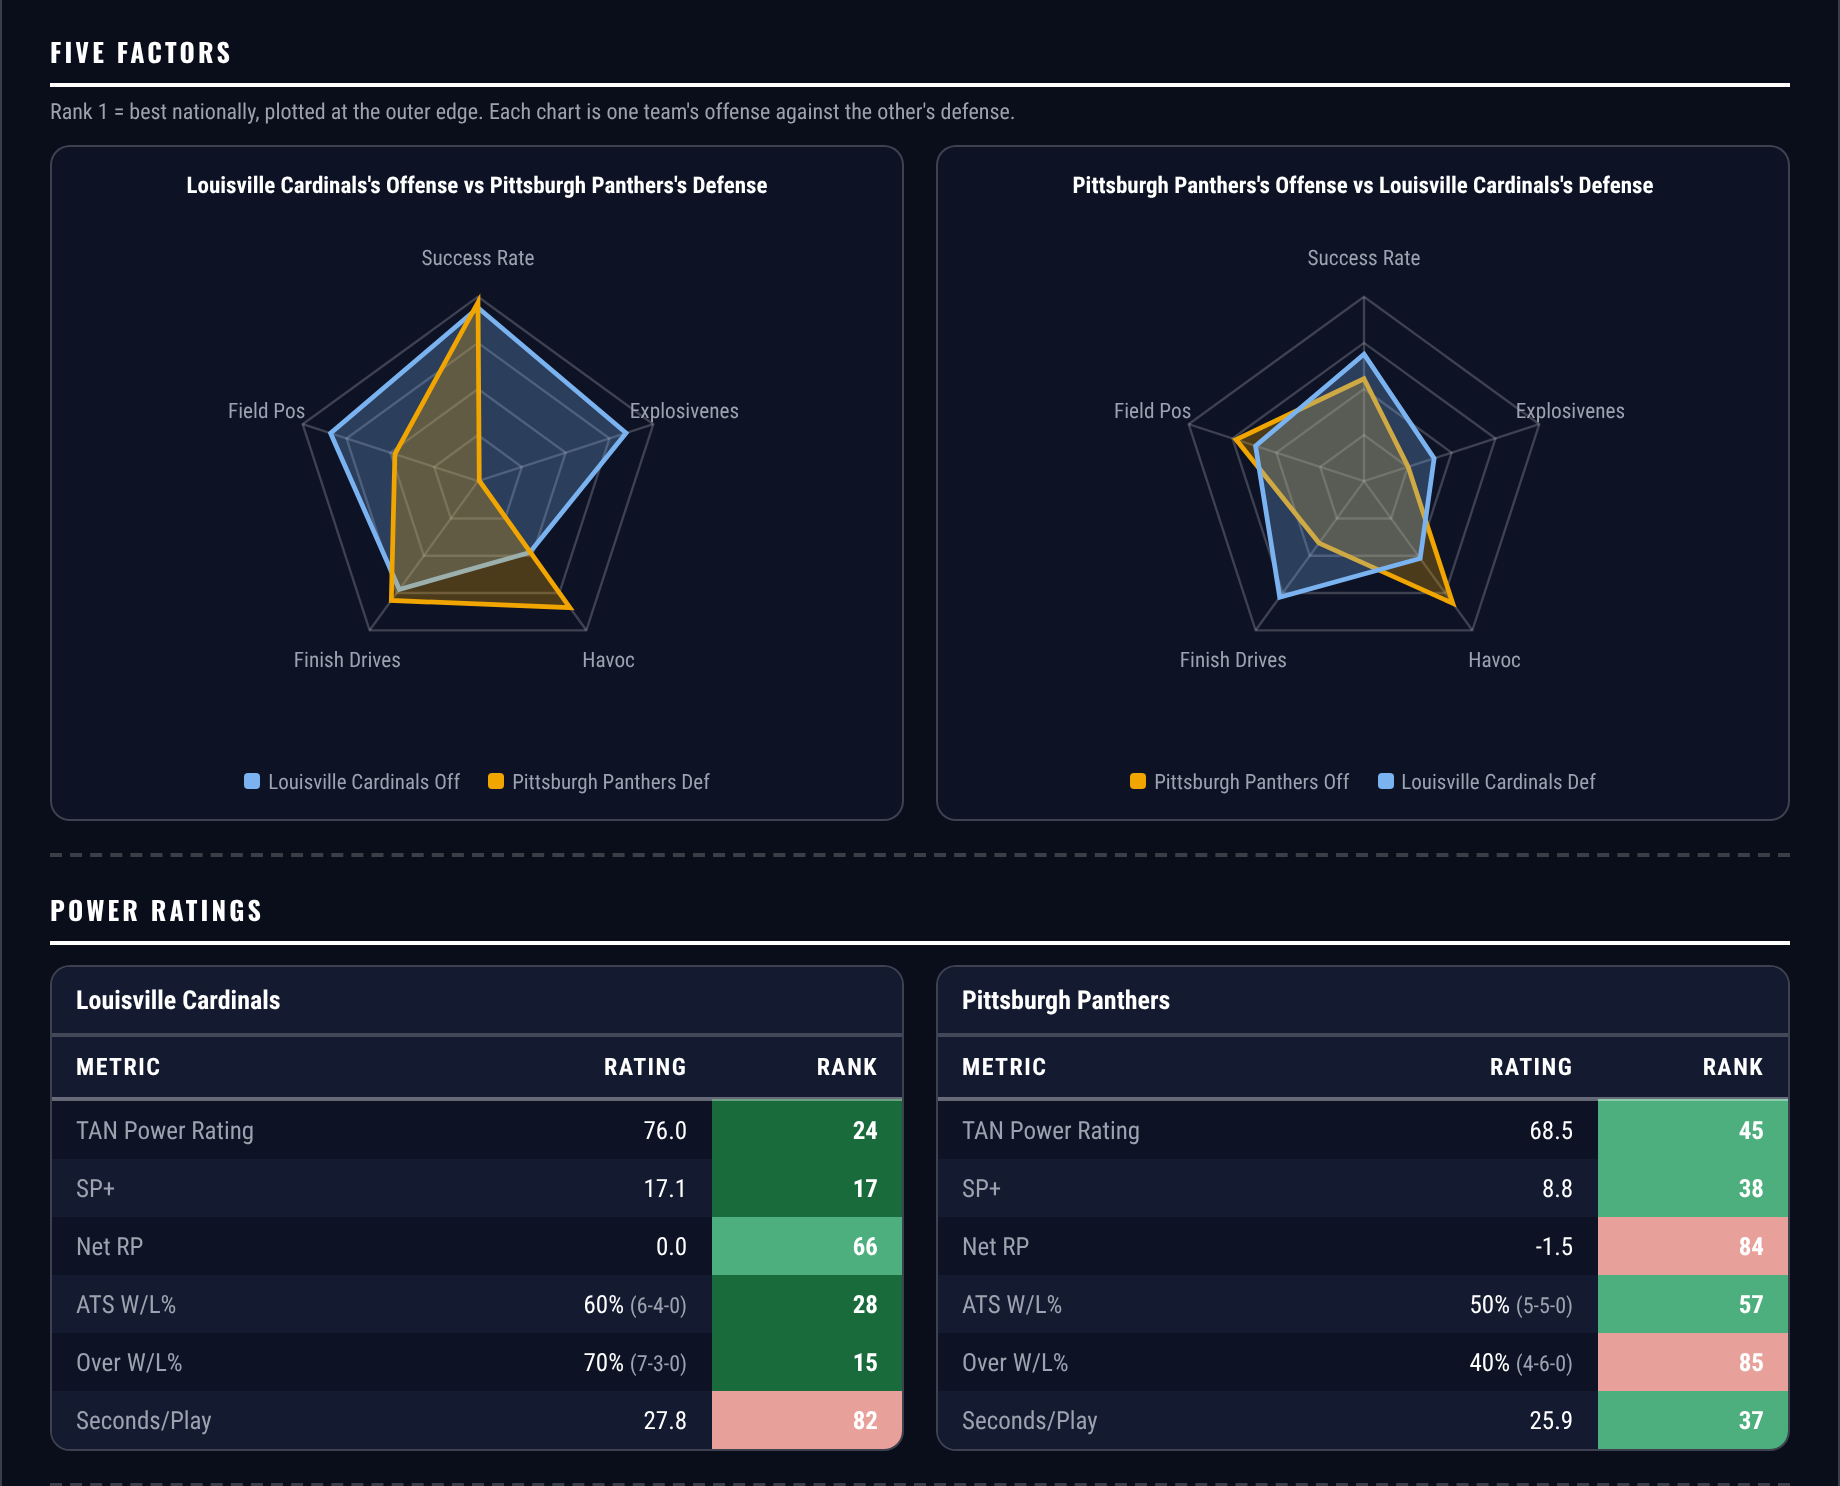 FIVE FACTORS
Rank 1 = best nationally, plotted at the outer edge. Each chart is one team's offense against the other's defense.
Louisville Cardinals's Offense vs Pittsburgh Panthers's Defense
Success Rate
Field Pos
Explosivenes
Finish Drives
Havoc
Louisville Cardinals Off
Pittsburgh Panthers Def
Pittsburgh Panthers's Offense vs Louisville Cardinals's Defense
Success Rate
Field Pos
Explosivenes
Finish Drives
Havoc
Pittsburgh Panthers Off
Louisville Cardinals Def
POWER RATINGS
Louisville Cardinals
METRIC RATING RANK
TAN Power Rating 76.0 24
SP+ 17.1 17
Net RP 0.0 66
ATS W/L% 60% (6-4-0) 28
Over W/L% 70% (7-3-0) 15
Seconds/Play 27.8 82
Pittsburgh Panthers
METRIC RATING RANK
TAN Power Rating 68.5 45
SP+ 8.8 38
Net RP -1.5 84
ATS W/L% 50% (5-5-0) 57
Over W/L% 40% (4-6-0) 85
Seconds/Play 25.9 37